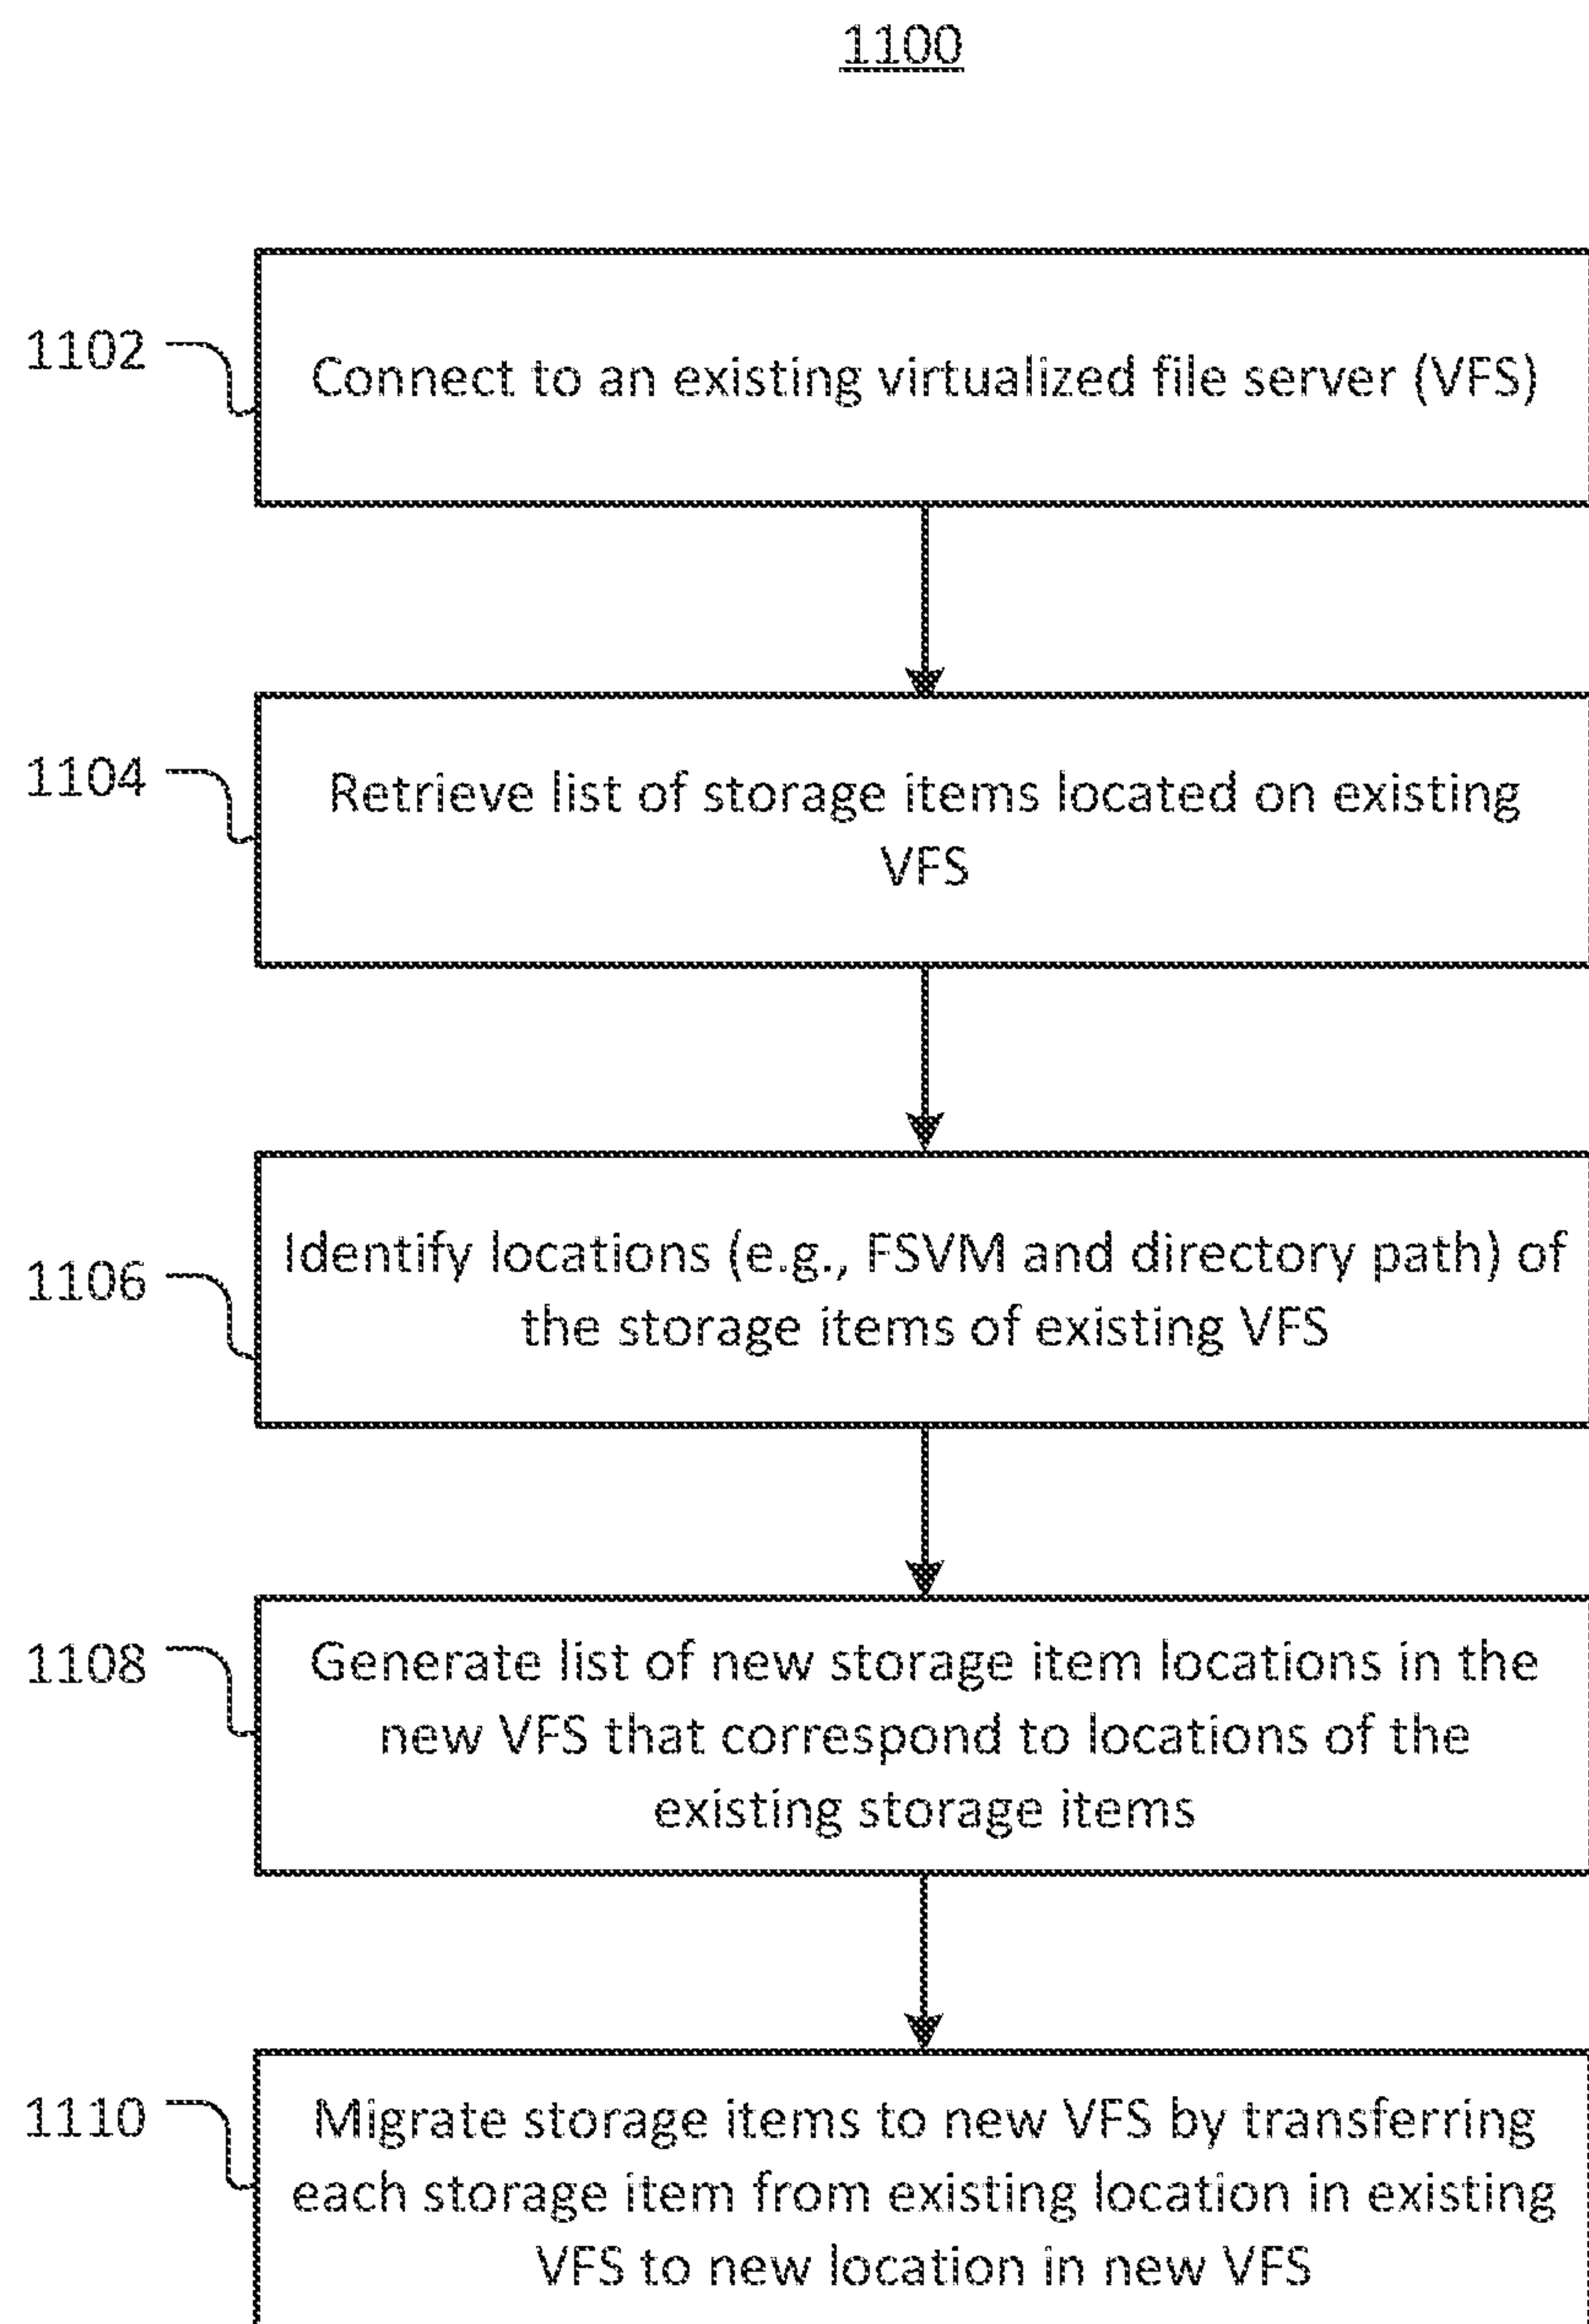 1100
1102
Connect to an existing virtualized file server (VFS)
1104
Retrieve list of storage items located on existing
VFS
1106
Identify locations (e.g., FSVM and directory path) of
the storage items of existing VFS
1108
Generate list of new storage item locations in the
new VFS that correspond to locations of the
existing storage items
1110
Migrate storage items to new VFS by transferring
each storage item from existing location in existing
VFS to new location in new VFS